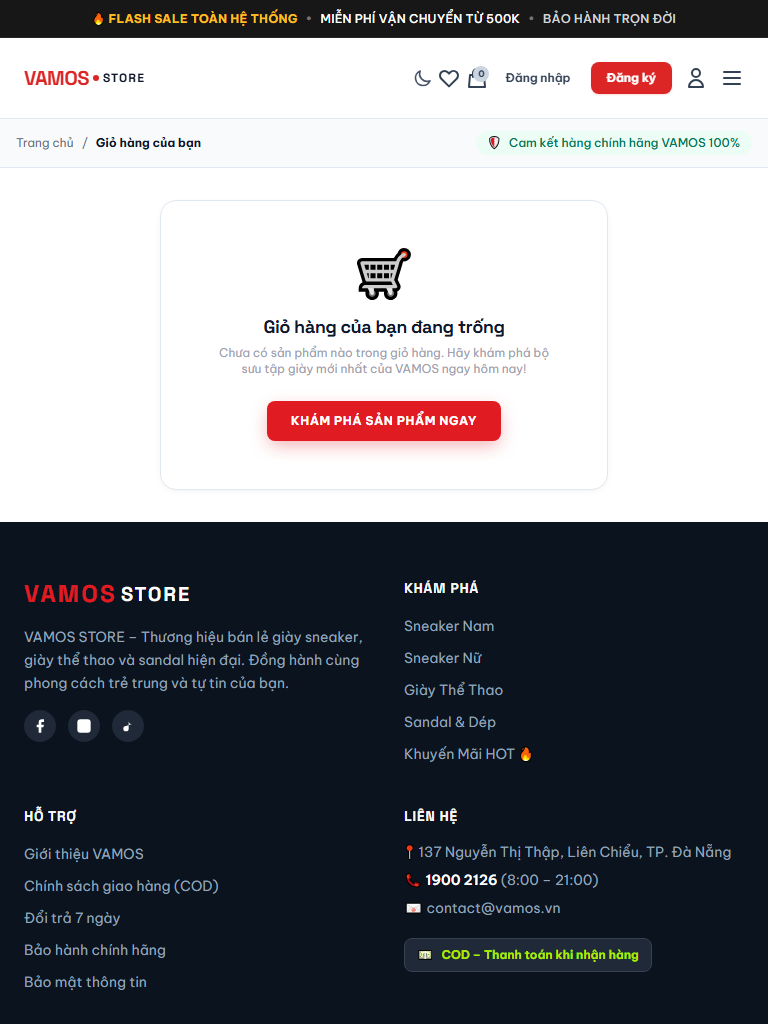 🔥 FLASH SALE TOÀN HỆ THỐNG • MIỄN PHÍ VẬN CHUYỂN TỪ 500K • BẢO HÀNH TRỌN ĐỜI
VAMOS • STORE
0
Đăng nhập
Đăng ký
Trang chủ / Giỏ hàng của bạn
Cam kết hàng chính hãng VAMOS 100%
Giỏ hàng của bạn đang trống
Chưa có sản phẩm nào trong giỏ hàng. Hãy khám phá bộ
sưu tập giày mới nhất của VAMOS ngay hôm nay!
KHÁM PHÁ SẢN PHẨM NGAY
VAMOS STORE
VAMOS STORE – Thương hiệu bán lẻ giày sneaker,
giày thể thao và sandal hiện đại. Đồng hành cùng
phong cách trẻ trung và tự tin của bạn.
KHÁM PHÁ
Sneaker Nam
Sneaker Nữ
Giày Thể Thao
Sandal & Dép
Khuyến Mãi HOT 🔥
HỖ TRỢ
Giới thiệu VAMOS
Chính sách giao hàng (COD)
Đổi trả 7 ngày
Bảo hành chính hãng
Bảo mật thông tin
LIÊN HỆ
📍 137 Nguyễn Thị Thập, Liên Chiểu, TP. Đà Nẵng
📞 1900 2126 (8:00 – 21:00)
📧 contact@vamos.vn
COD – Thanh toán khi nhận hàng